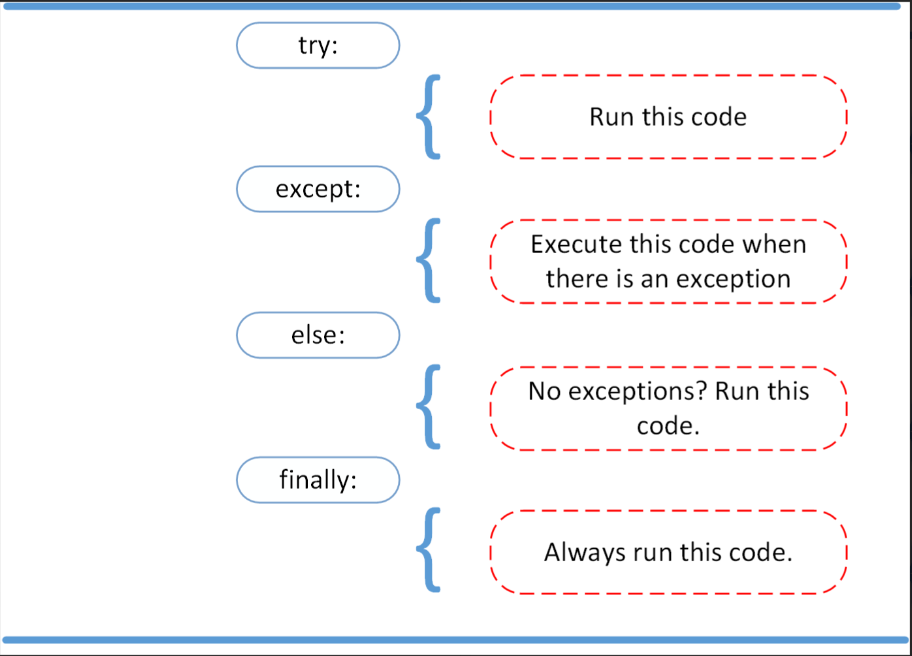 try:
Run this code
except:
Execute this code when
there is an exception
else:
No exceptions? Run this
code.
finally:
Always run this code.